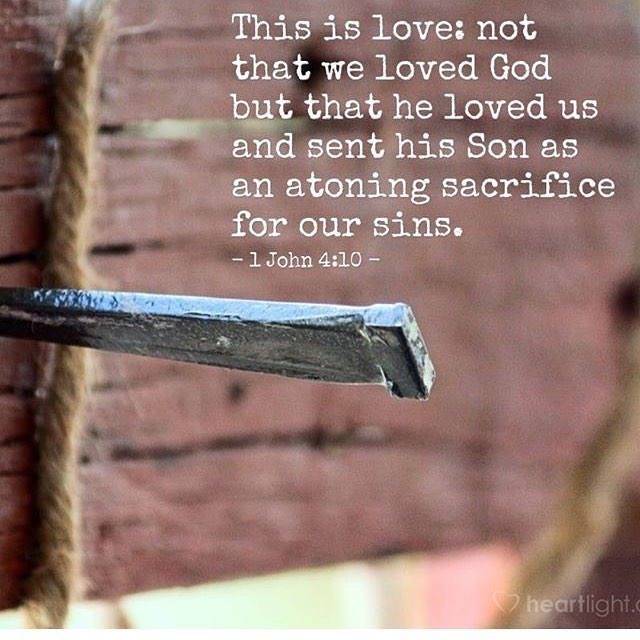 This is love: not
that we loved God
but that he loved us
and sent his Son as
an atoning sacrifice
for our sins.
- 1 John 4:10 -
heartlight.